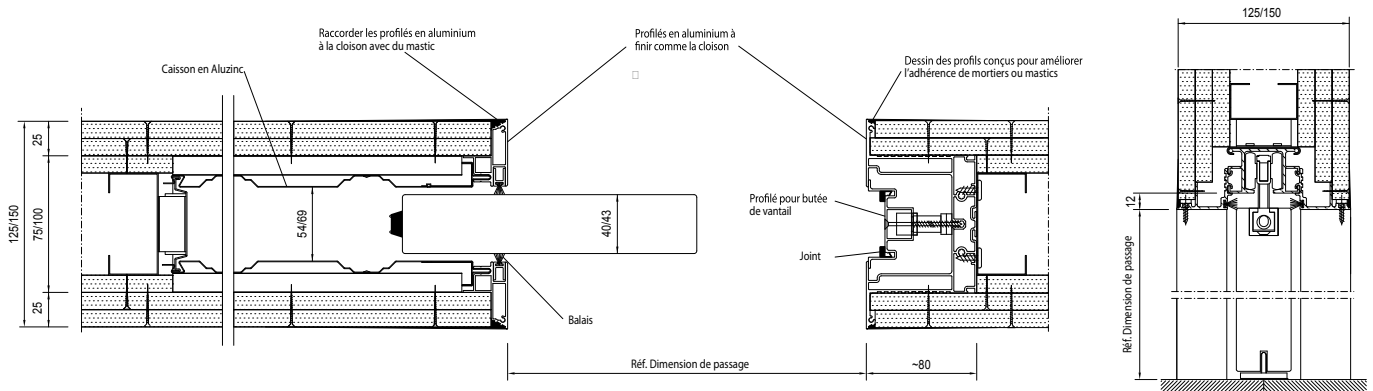 Raccorder les profilés en aluminium
à la cloison avec du mastic
Profilés en aluminium à
finir comme la cloison
125/150
Caisson en Aluzinc
Dessin des profils conçus pour améliorer
l'adhérence de mortiers ou mastics
125/150
25
75/100
25
54/69
40/43
Profilé pour butée
de vantail
Joint
Balais
Réf. Dimension de passage
~80
12
Réf. Dimension de passage